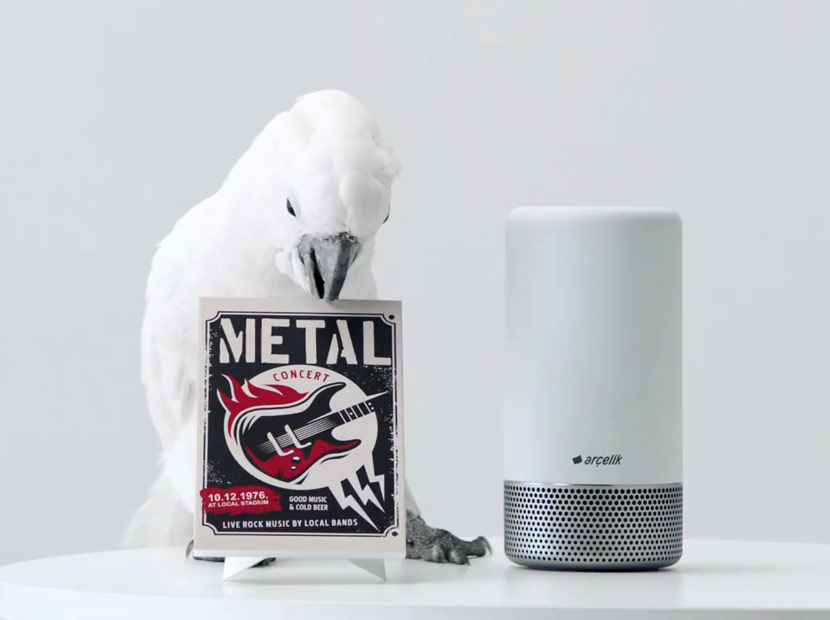 METAL
CONCERT
10.12.1976.
AT LOCAL STADIUM
GOOD MUSIC
& COLD BEER
LIVE ROCK MUSIC BY LOCAL BANDS
arçelik